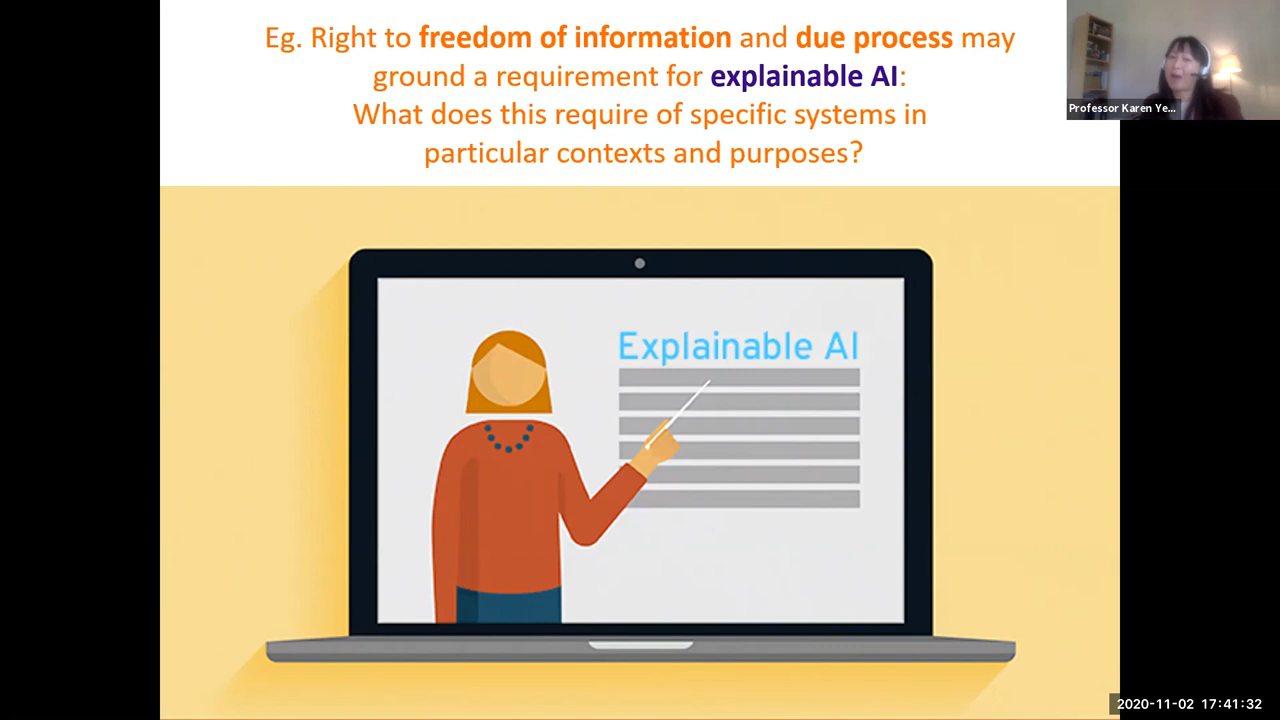 Eg. Right to freedom of information and due process may
ground a requirement for explainable AI:
What does this require of specific systems in
particular contexts and purposes?
Professor Karen Ye...
Explainable AI
2020-11-02 17:41:32